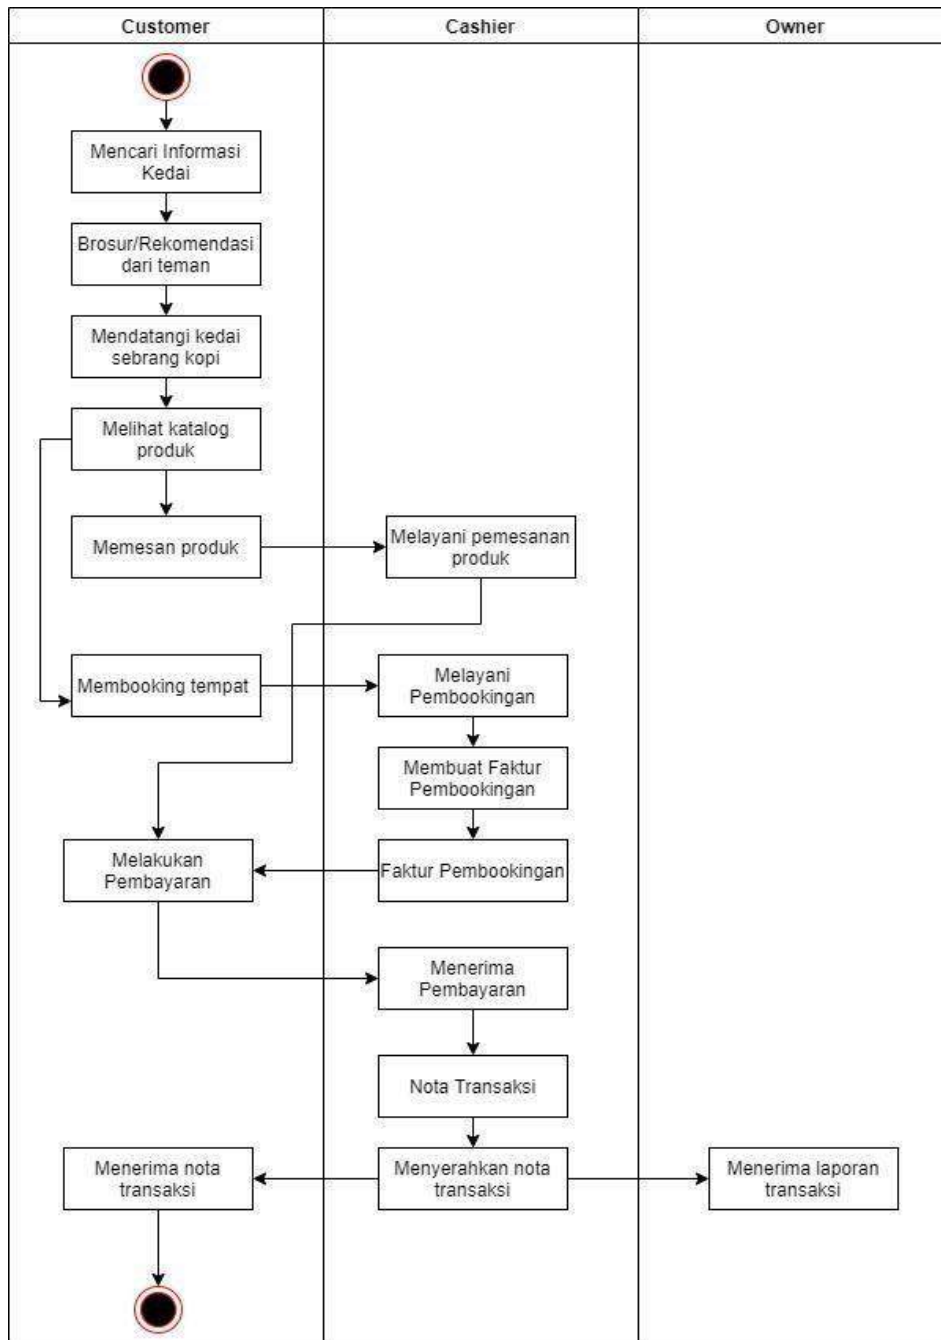 Customer
Cashier
Owner
Mencari Informasi
Kedai
Brosur/Rekomendasi
dari teman
Mendatangi kedai
sebrang kopi
Melihat katalog
produk
Memesan produk
Melayani pemesanan
produk
Membooking tempat
Melayani
Pembookingan
Membuat Faktur
Pembookingan
Melakukan
Pembayaran
Faktur Pembookingan
Menerima
Pembayaran
Nota Transaksi
Menerima nota
transaksi
Menyerahkan nota
transaksi
Menerima laporan
transaksi